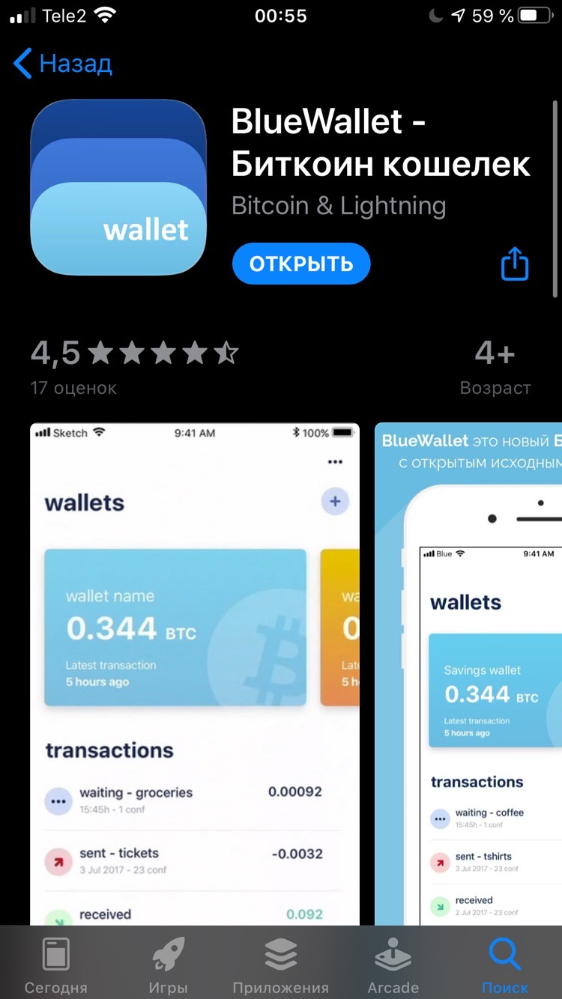 Tele2
00:55
59 %
Назад
wallet
BlueWallet -
Биткоин кошелек
Bitcoin & Lightning
ОТКРЫТЬ
4,5
17 оценок
4+
Возраст
Sketch
9:41 AM
100%
wallets
wallet name
0.344 BTC
Latest transaction
5 hours ago
transactions
waiting - groceries
0.00092
15:45h - 1 conf
sent - tickets
-0.0032
3 Jul 2017 - 23 conf
received
0.092
BlueWallet это новый
с открытым исходным
Blue
9:41 AM
wallets
Savings wallet
0.344 BTC
Latest transaction
5 hours ago
transactions
waiting - coffee
15:45h - 1 conf
sent - tshirts
3 Jul 2017 - 23 conf
received
2 Jul 2017 - 23 conf
Сегодня
Игры
Приложения
Arcade
Поиск